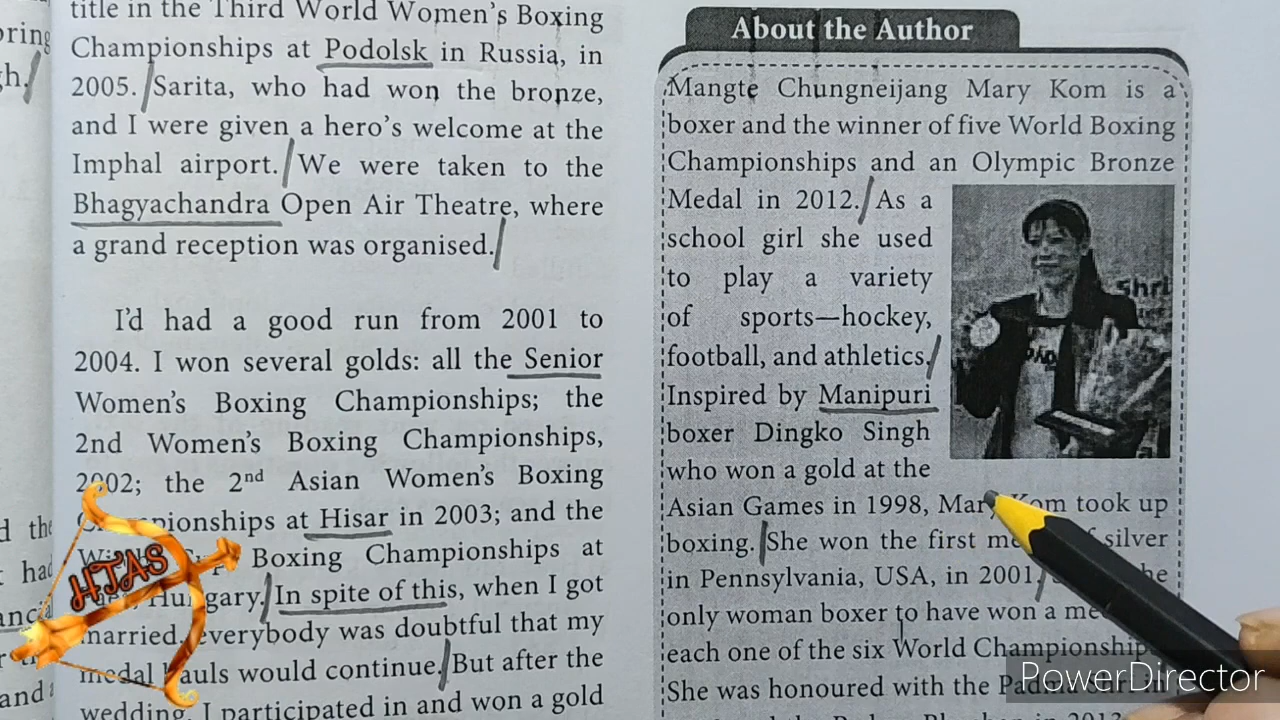 title in the Third World Women's Boxing
Championships at Podolsk in Russia, in
2005. Sarita, who had won the bronze,
and I were given a hero's welcome at the
Imphal airport. We were taken to the
Bhagyachandra Open Air Theatre, where
a grand reception was organised.
I'd had a good run from 2001 to
2004. I won several golds: all the Senior
Women's Boxing Championships; the
2nd Women's Boxing Championships,
2002; the 2nd Asian Women's Boxing
Championships at Hisar in 2003; and the
Boxing Championships at
Hungary. In spite of this, when I got
married, everybody was doubtful that my
medal hauls would continue. But after the
wedding, I participated in and won a gold
About the Author
Mangte Chungneijang Mary Kom is a
boxer and the winner of five World Boxing
Championships and an Olympic Bronze
Medal in 2012. As a
school girl she used
to play a variety
of sports—hockey,
football, and athletics.
Inspired by Manipuri
boxer Dingko Singh
who won a gold at the
Asian Games in 1998, Mary Kom took up
boxing. She won the first silver
in Pennsylvania, USA, in 2001,
only woman boxer to have won a
each one of the six World Championships
She was honoured with the Padma Shri in
Shri
HTAS
PowerDirector